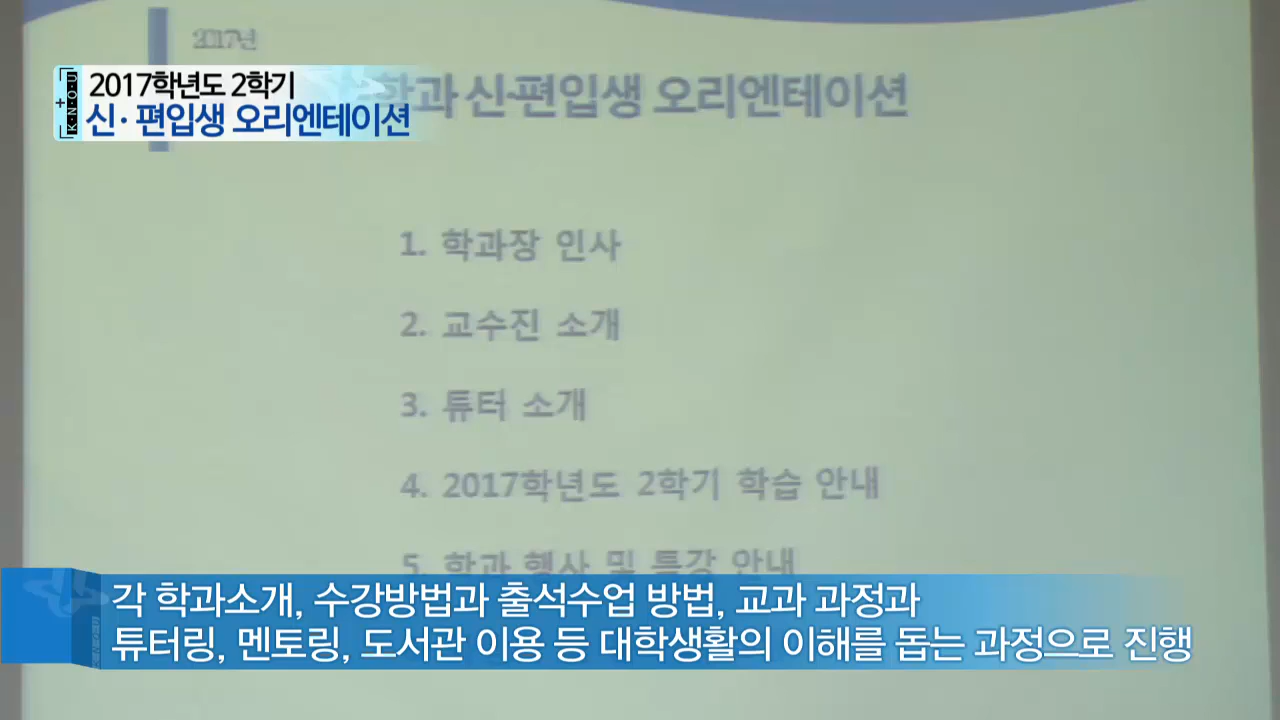 2017년
학과 신·편입생 오리엔테이션
K·N·O·U
2017학년도 2학기
신·편입생 오리엔테이션
1. 학과장 인사
2. 교수진 소개
3. 튜터 소개
4. 2017학년도 2학기 학습 안내
5. 학과 행사 및 특강 안내
각 학과소개, 수강방법과 출석수업 방법, 교과 과정과
튜터링, 멘토링, 도서관 이용 등 대학생활의 이해를 돕는 과정으로 진행
K·N·O·U